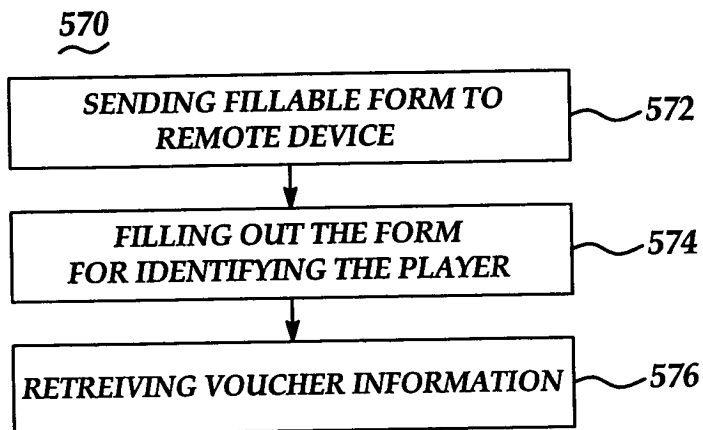 570
SENDING FILLABLE FORM TO
REMOTE DEVICE
572
FILLING OUT THE FORM
FOR IDENTIFYING THE PLAYER
574
RETREIVING VOUCHER INFORMATION
576